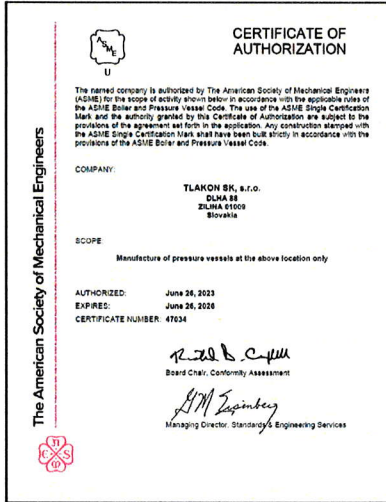 ASME
U
CERTIFICATE OF
AUTHORIZATION
The named company is authorized by The American Society of Mechanical Engineers
(ASME) for the scope of activity shown below in accordance with the applicable rules of
the ASME Boiler and Pressure Vessel Code. The use of the ASME Single Certification
Mark and the authority granted by this Certificate of Authorization are subject to the
provisions of the agreement set forth in the application. Any construction stamped with
the ASME Single Certification Mark shall have been built strictly in accordance with the
provisions of the ASME Boiler and Pressure Vessel Code.
COMPANY:
TLAKON SK, s.r.o.
DLHA 88
ZILINA 01009
Slovakia
SCOPE
Manufacture of pressure vessels at the above location only
AUTHORIZED: June 26, 2023
EXPIRES: June 26, 2026
CERTIFICATE NUMBER: 47034
Board Chair, Conformity Assessment
Managing Director, Standards & Engineering Services
The American Society of Mechanical Engineers